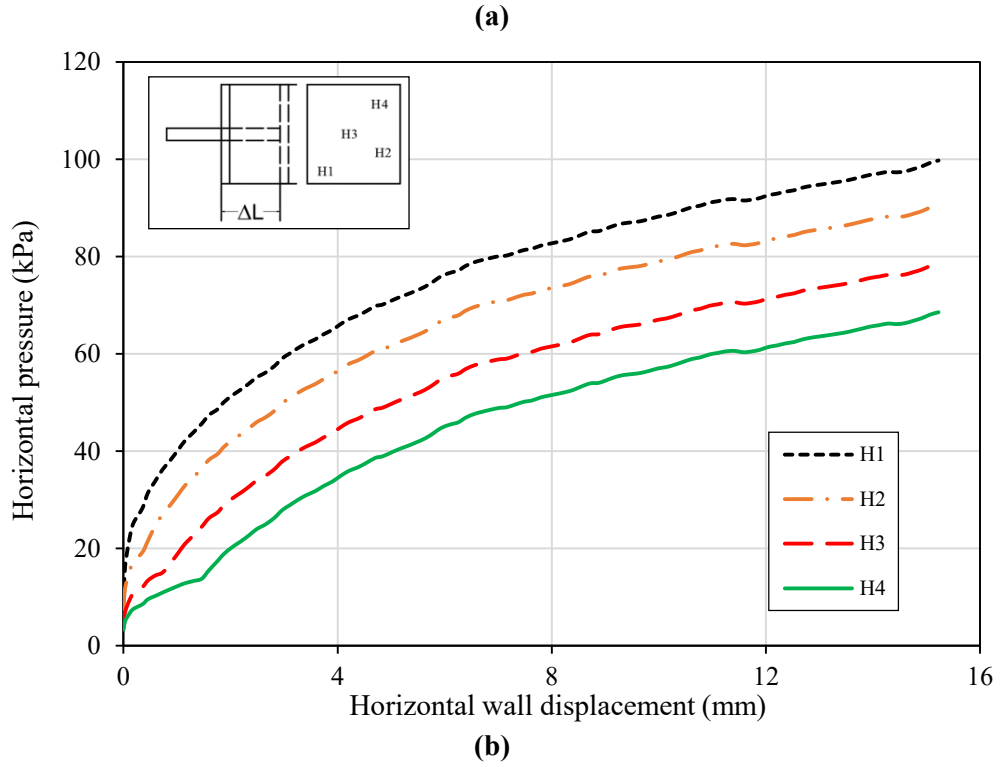 (a)
120
100
80
60
40
20
0
Horizontal pressure (kPa)
H4
H3
H2
H1
ΔL
H1
H2
H3
H4
0 4 8 12 16
Horizontal wall displacement (mm)
(b)